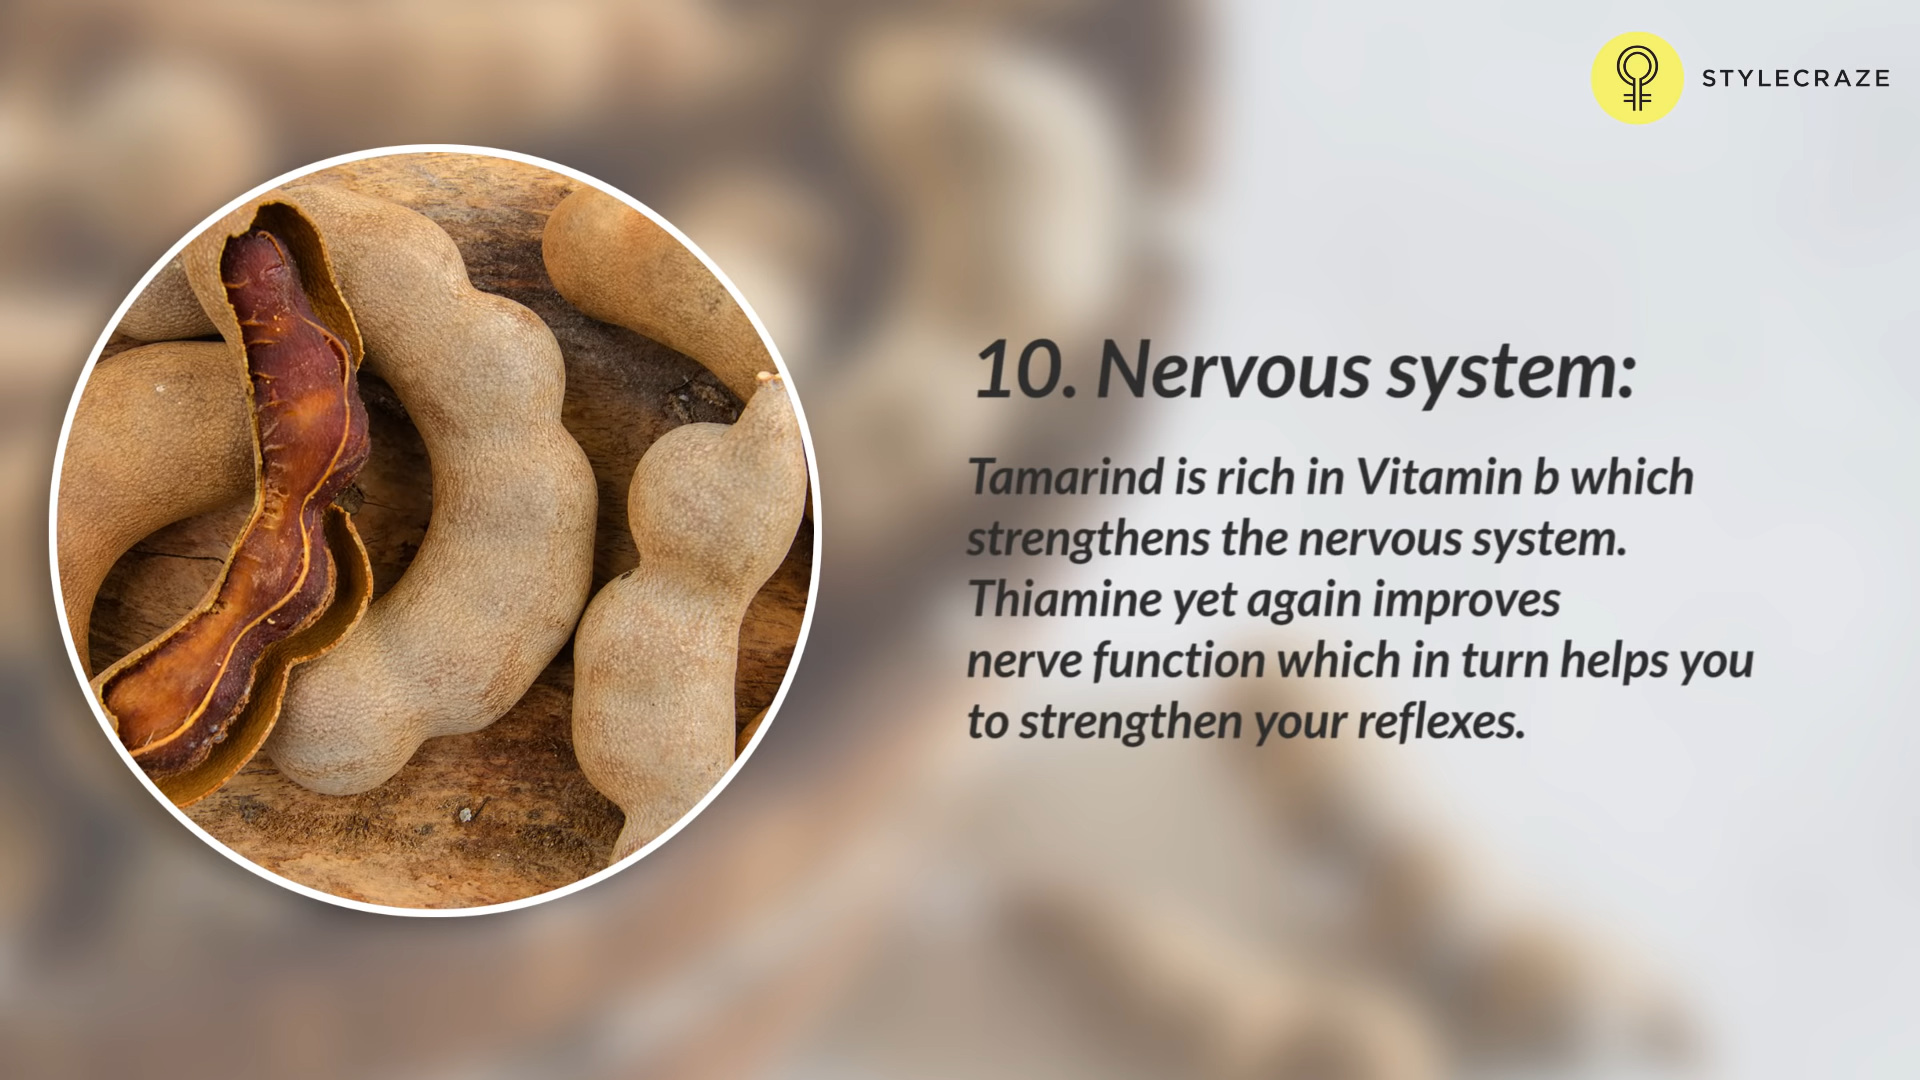 STYLECRAZE
10. Nervous system:
Tamarind is rich in Vitamin b which
strengthens the nervous system.
Thiamine yet again improves
nerve function which in turn helps you
to strengthen your reflexes.